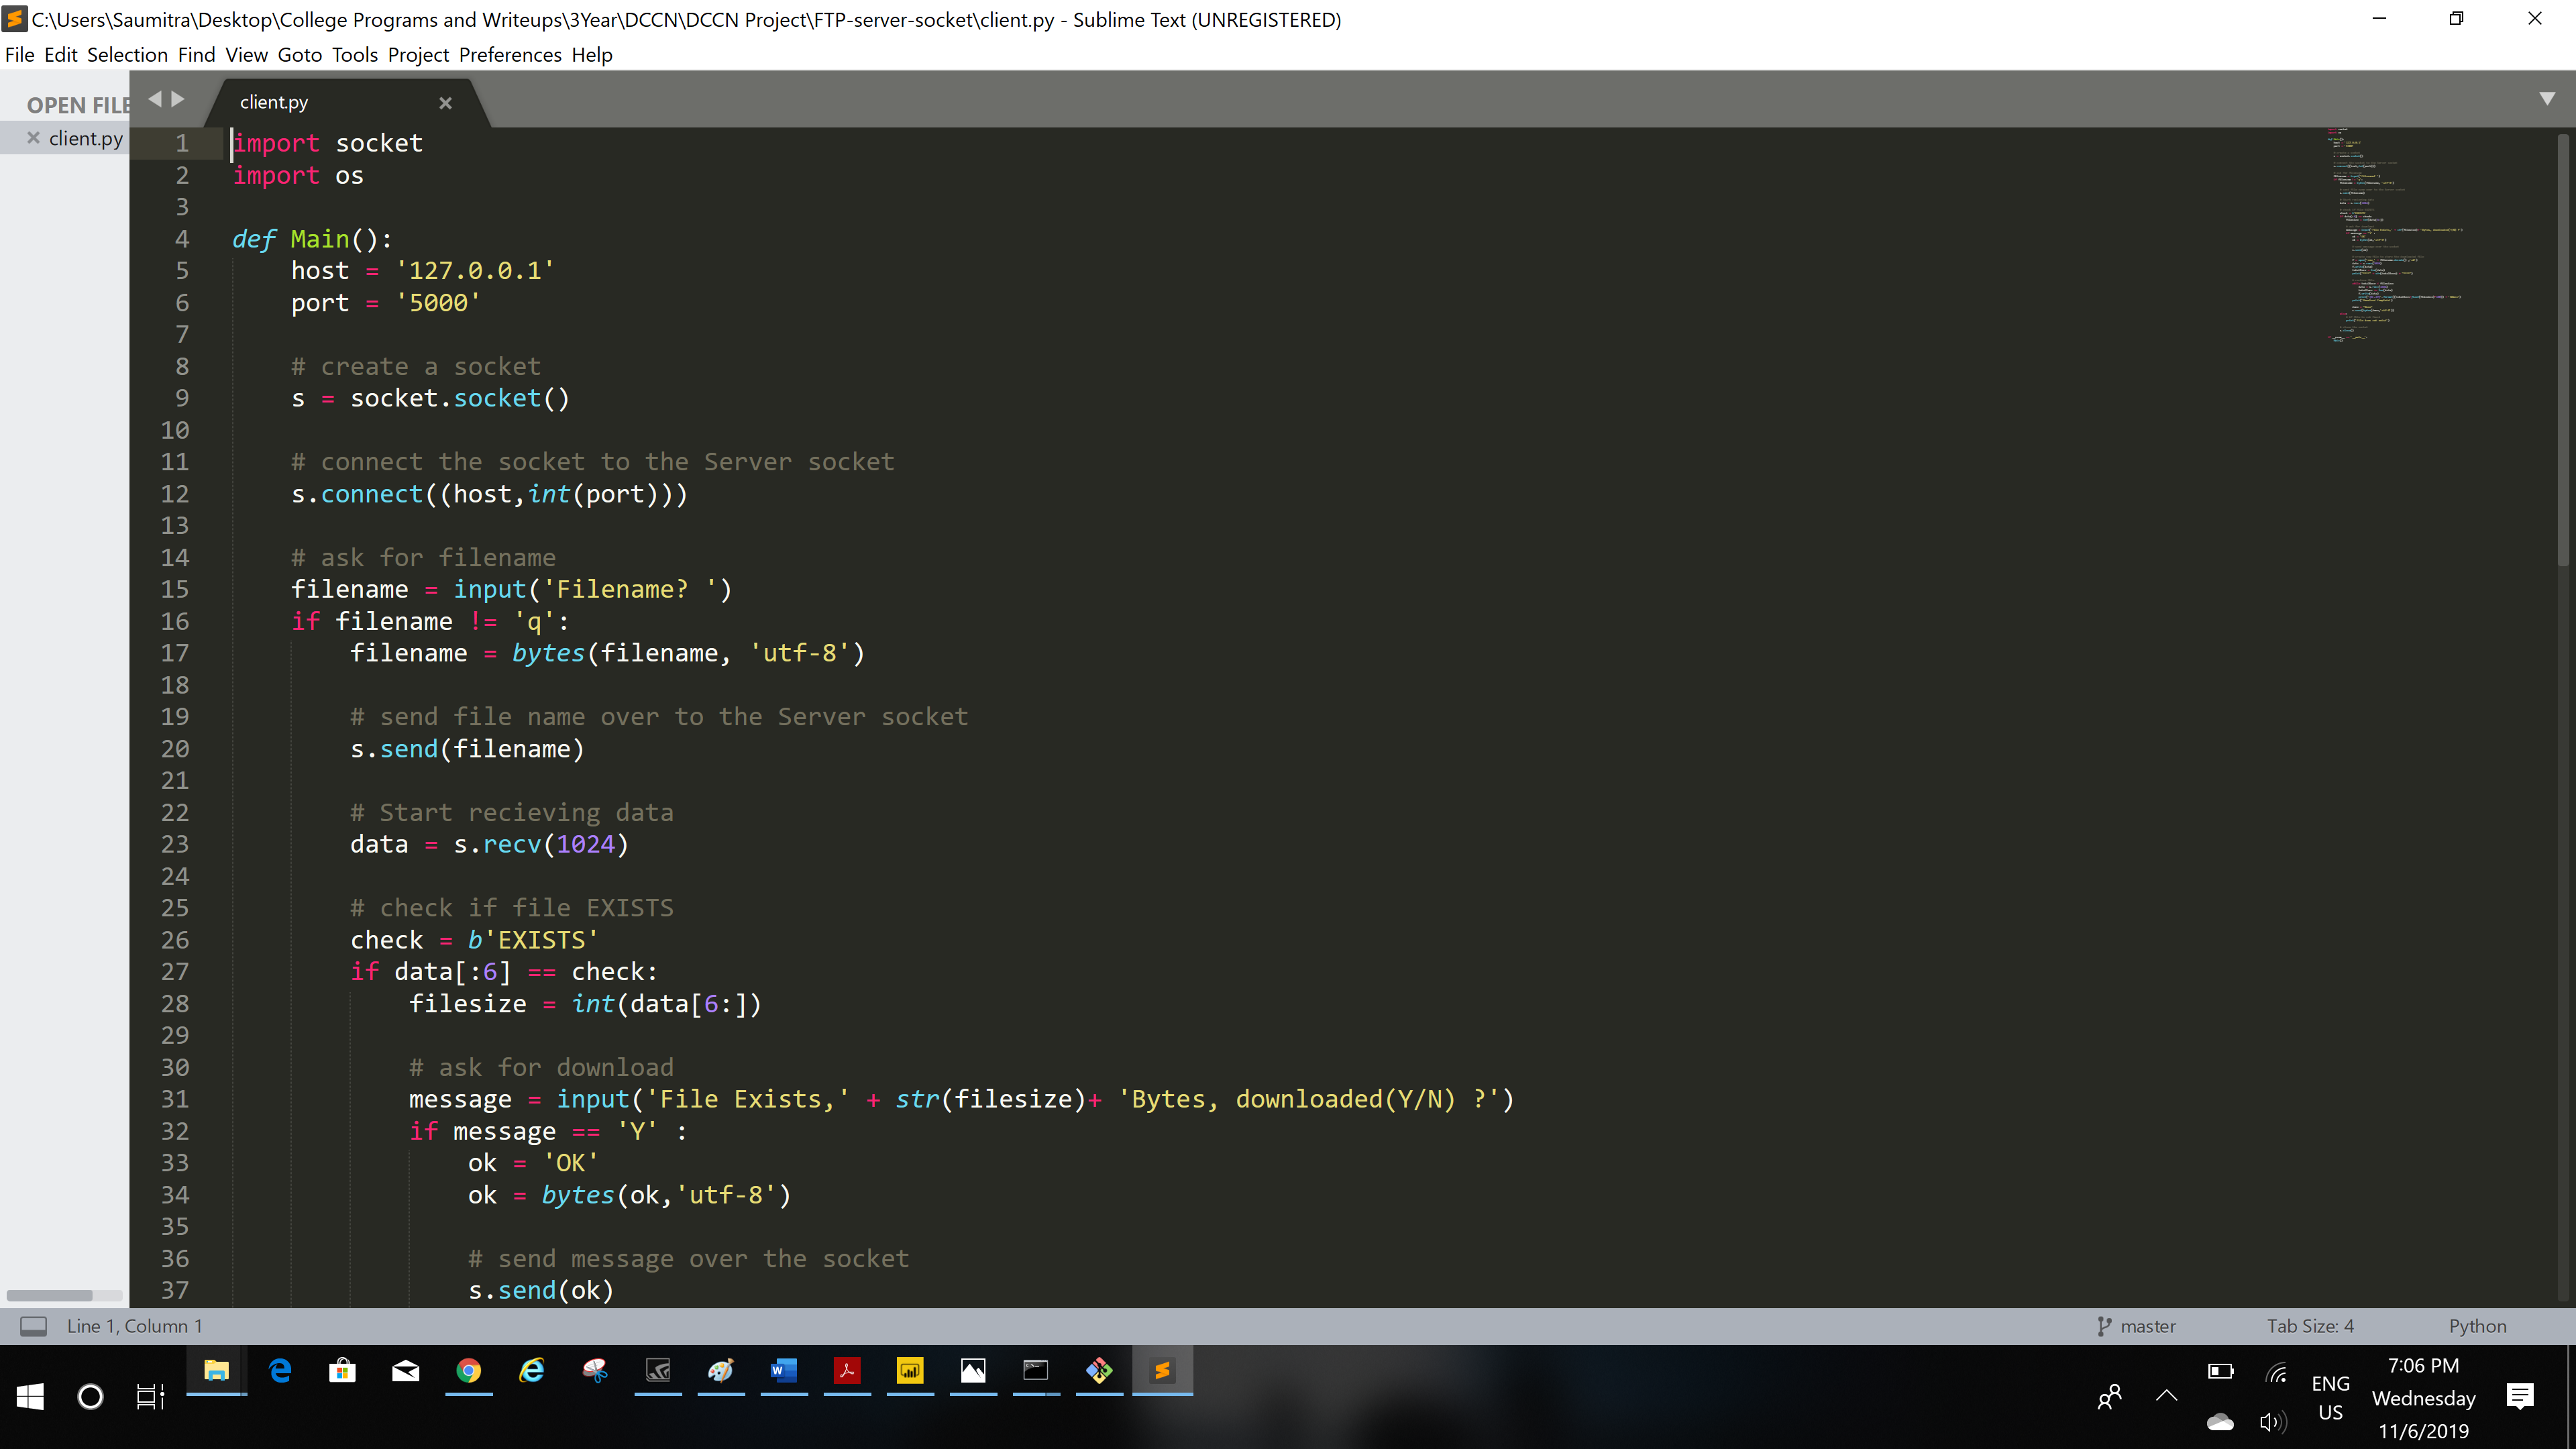 C:\Users\Saumitra\Desktop\College Programs and Writeups\3Year\DCCN\DCCN Project\FTP-server-socket\client.py - Sublime Text (UNREGISTERED)
File Edit Selection Find View Goto Tools Project Preferences Help
OPEN FILE
client.py
client.py
1 import socket
2 import os
3
4 def Main():
5     host = '127.0.0.1'
6     port = '5000'
7
8     # create a socket
9     s = socket.socket()
10
11     # connect the socket to the Server socket
12     s.connect((host,int(port)))
13
14     # ask for filename
15     filename = input('Filename? ')
16     if filename != 'q':
17         filename = bytes(filename, 'utf-8')
18
19         # send file name over to the Server socket
20         s.send(filename)
21
22         # Start recieving data
23         data = s.recv(1024)
24
25         # check if file EXISTS
26         check = b'EXISTS'
27         if data[:6] == check:
28             filesize = int(data[6:])
29
30             # ask for download
31             message = input('File Exists,' + str(filesize)+ 'Bytes, downloaded(Y/N) ?')
32             if message == 'Y' :
33                 ok = 'OK'
34                 ok = bytes(ok,'utf-8')
35
36                 # send message over the socket
37                 s.send(ok)
Line 1, Column 1
master
Tab Size: 4
Python
ENG
US
7:06 PM
Wednesday
11/6/2019